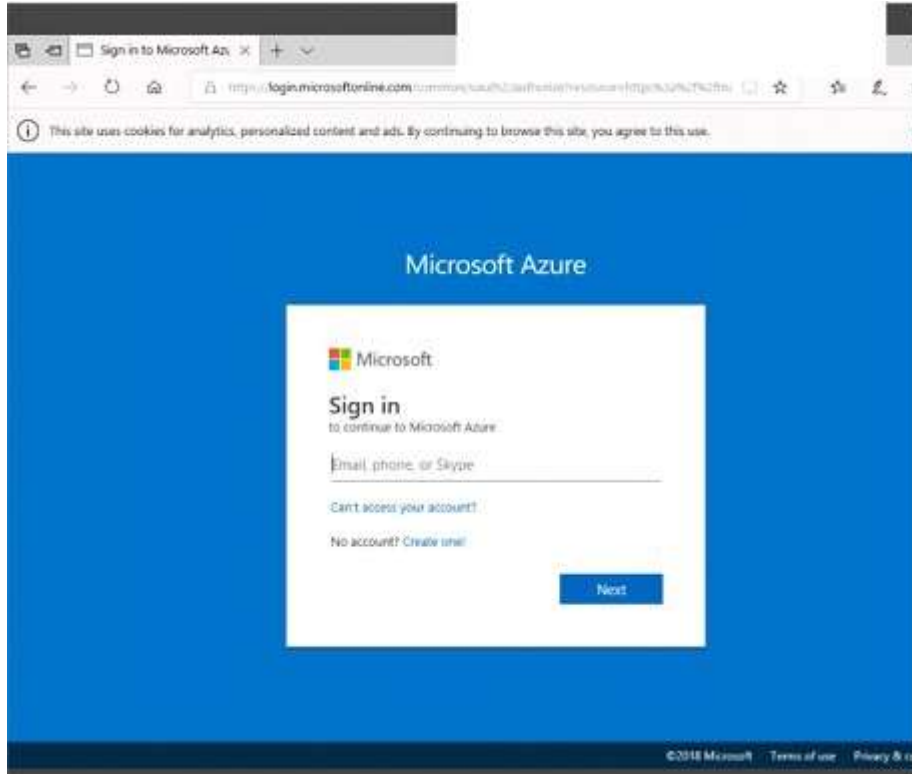 Sign in to Microsoft Az
login.microsoftonline.com
This site uses cookies for analytics, personalized content and ads. By continuing to browse this site, you agree to this use.
Microsoft Azure
Microsoft
Sign in
to continue to Microsoft Azure
Email, phone, or Skype
Can't access your account?
No account? Create one!
Next
©2018 Microsoft Terms of use Privacy &